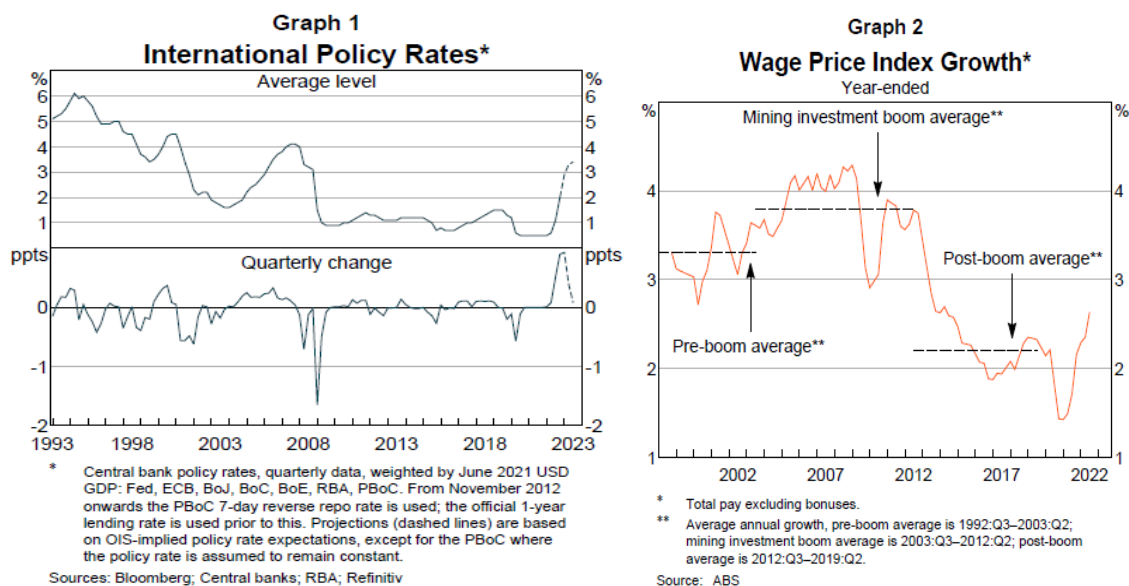 Graph 1
International Policy Rates*
% Average level %
6 6
5 5
4 4
3 3
2 2
1 1
ppts ppts
Quarterly change
0 0
-1 -1
-2 -2
1993 1998 2003 2008 2013 2018 2023
* Central bank policy rates, quarterly data, weighted by June 2021 USD
GDP: Fed, ECB, BoJ, BoC, BoE, RBA, PBoC. From November 2012
onwards the PBoC 7-day reverse repo rate is used; the official 1-year
lending rate is used prior to this. Projections (dashed lines) are based
on OIS-implied policy rate expectations, except for the PBoC where
the policy rate is assumed to remain constant.
Sources: Bloomberg; Central banks; RBA; Refinitiv
Graph 2
Wage Price Index Growth*
Year-ended
% %
Mining investment boom average**
4 4
3 3
Post-boom average**
Pre-boom average**
2 2
1 1
2002 2007 2012 2017 2022
* Total pay excluding bonuses.
** Average annual growth, pre-boom average is 1992:Q3–2003:Q2;
mining investment boom average is 2003:Q3–2012:Q2; post-boom
average is 2012:Q3–2019:Q2.
Source: ABS